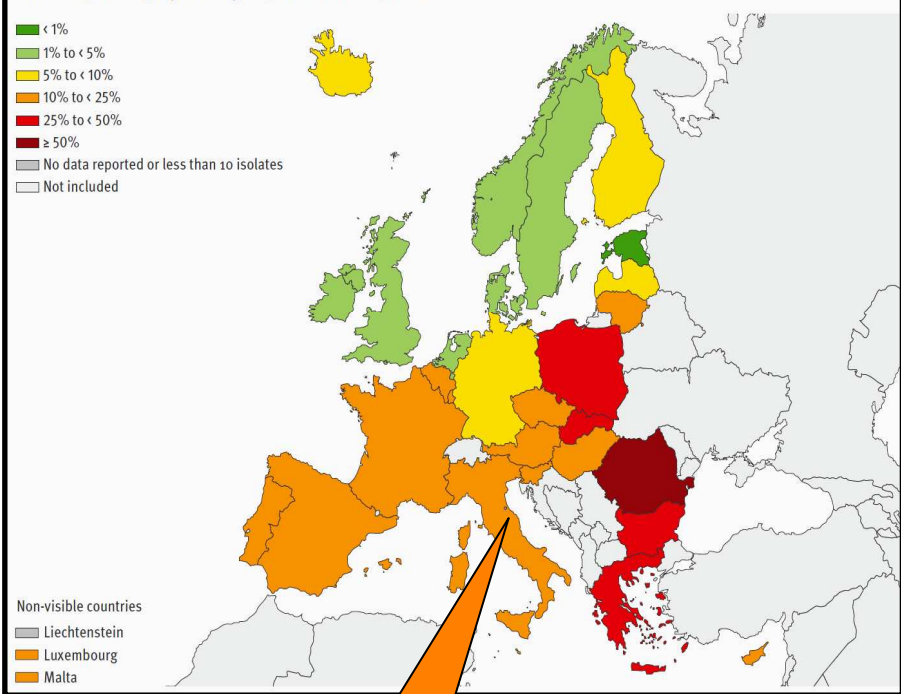 < 1%
1% to < 5%
5% to < 10%
10% to < 25%
25% to < 50%
≥ 50%
No data reported or less than 10 isolates
Not included
Non-visible countries
Liechtenstein
Luxembourg
Malta